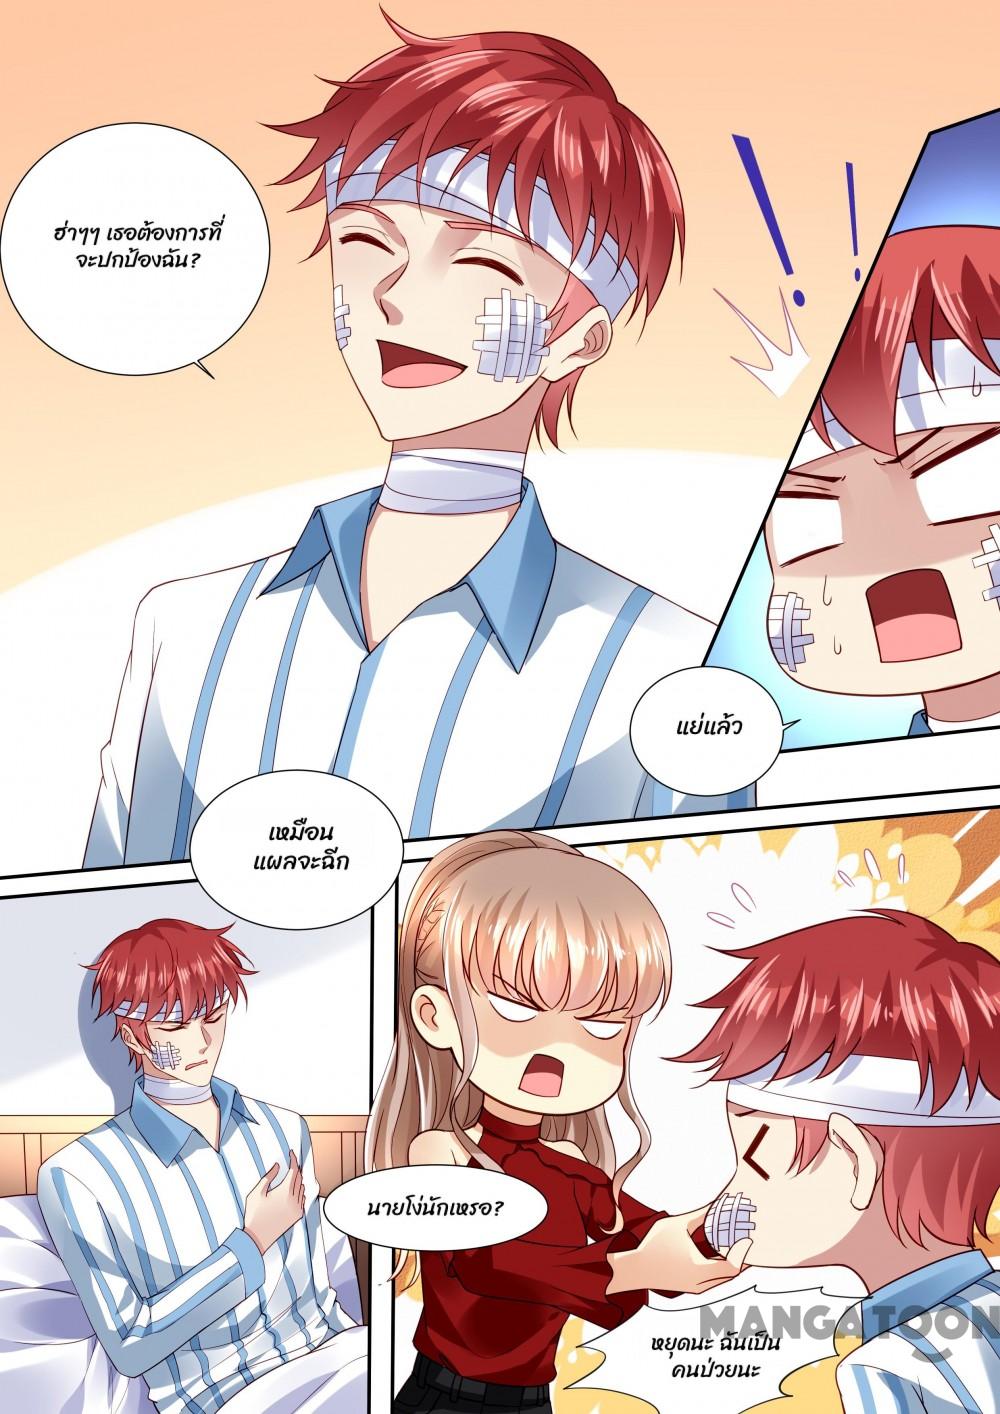 ฮ่าๆๆ เธอต้องการที่
จะปกป้องฉัน?
แย่แล้ว
เหมือน
แผลจะฉีก
นายโง่นักเหรอ?
หยุดนะ ฉันเป็น
คนป่วยนะ
MANGATOON